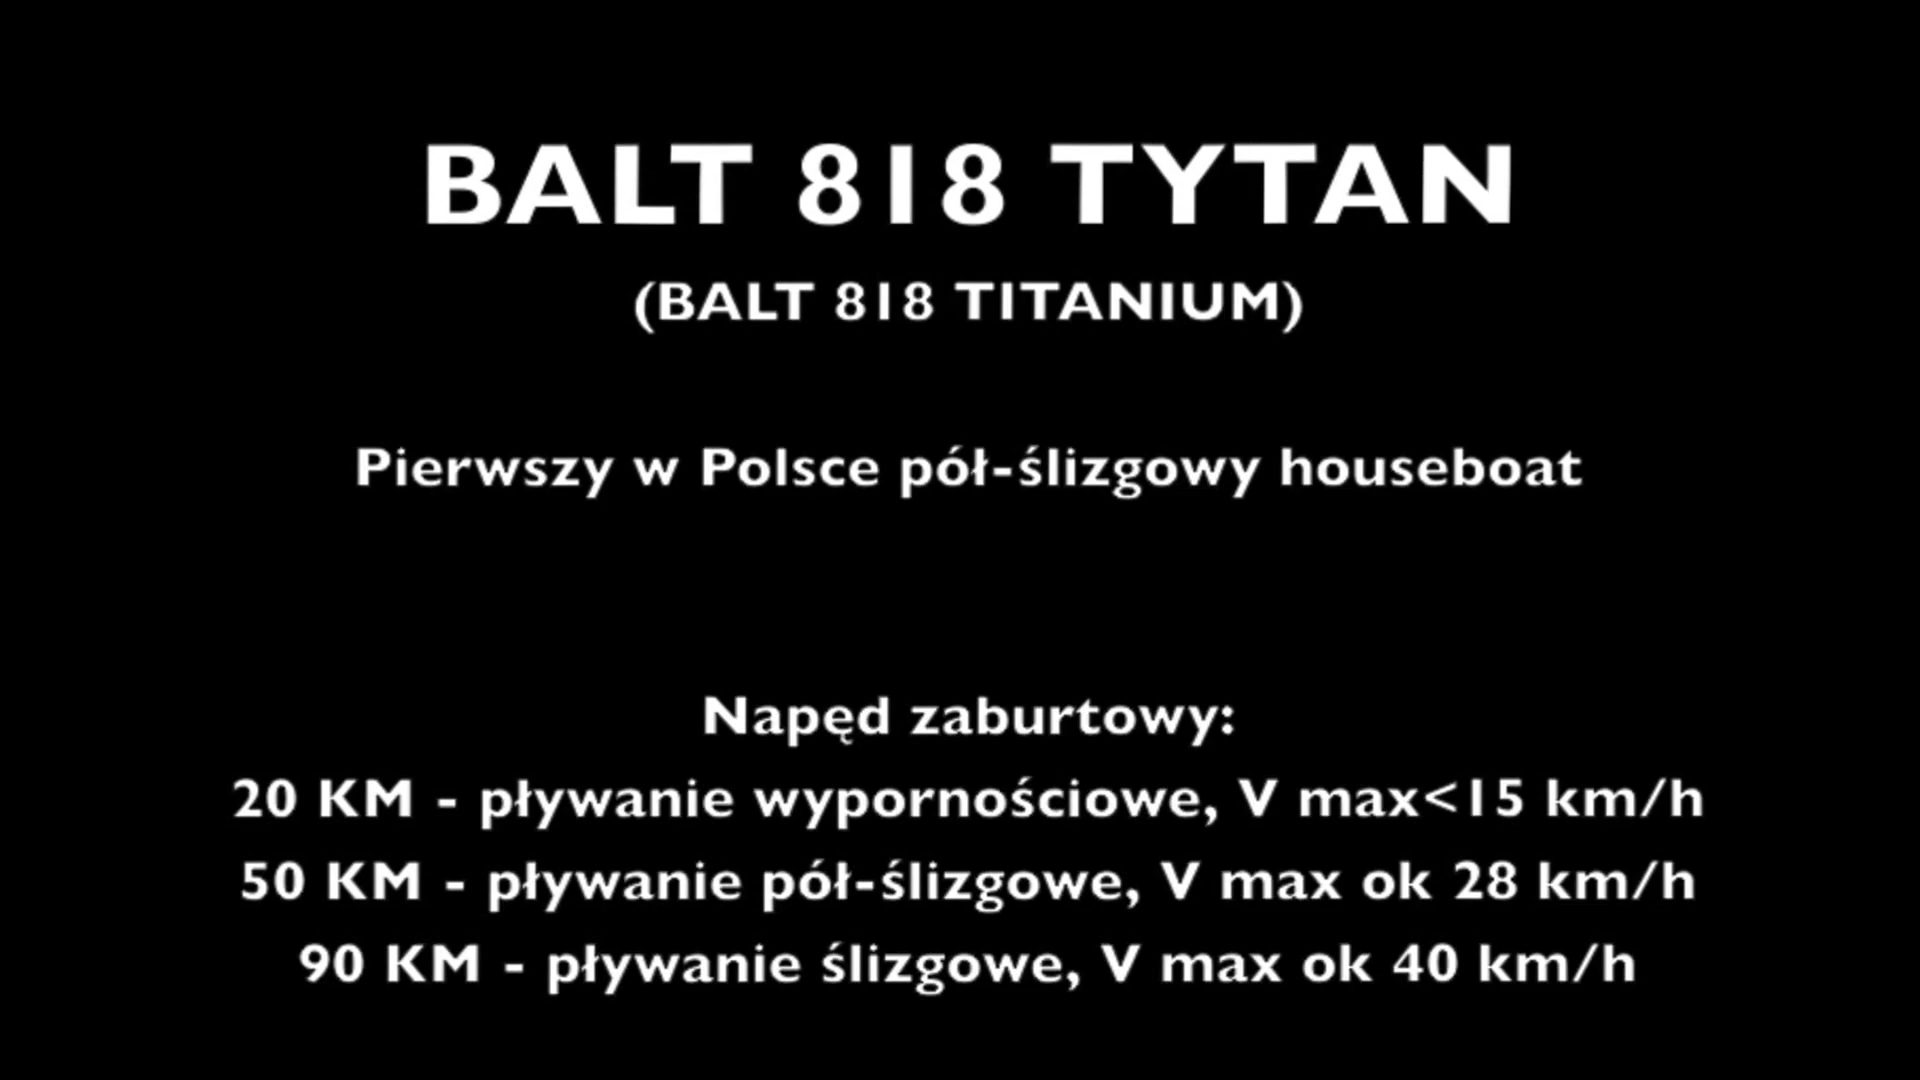 BALT 818 TYTAN
(BALT 818 TITANIUM)
Pierwszy w Polsce pół-ślizgowy houseboat
Napęd zaburtowy:
20 KM - pływanie wypornościowe, V max<15 km/h
50 KM - pływanie pół-ślizgowe, V max ok 28 km/h
90 KM - pływanie ślizgowe, V max ok 40 km/h